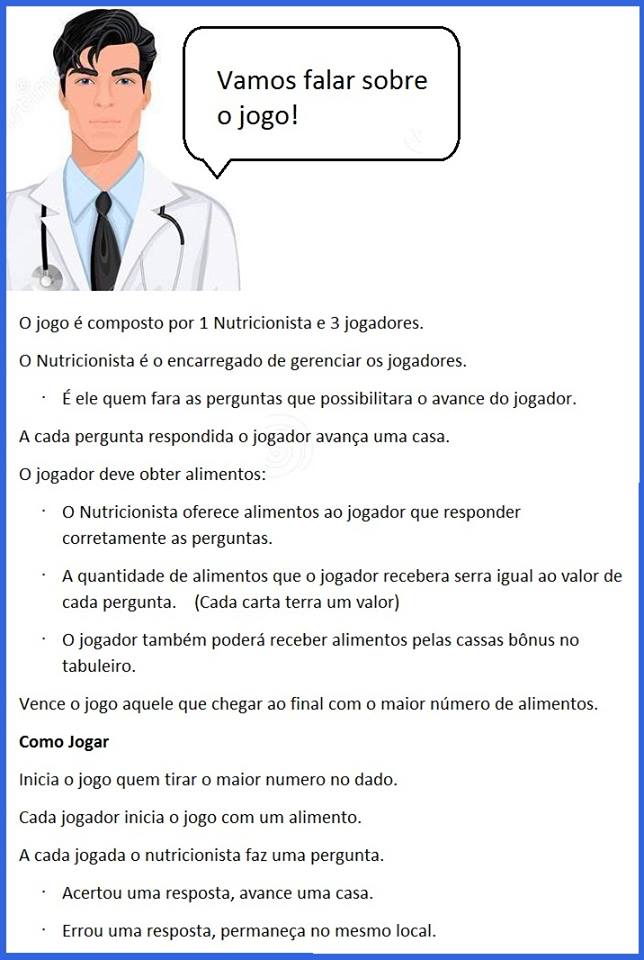 Vamos falar sobre
o jogo!
O jogo é composto por 1 Nutricionista e 3 jogadores.
O Nutricionista é o encarregado de gerenciar os jogadores.
· É ele quem fara as perguntas que possibilitara o avance do jogador.
A cada pergunta respondida o jogador avança uma casa.
O jogador deve obter alimentos:
· O Nutricionista oferece alimentos ao jogador que responder
corretamente as perguntas.
· A quantidade de alimentos que o jogador recebera serra igual ao valor de
cada pergunta. (Cada carta terra um valor)
· O jogador também poderá receber alimentos pelas cassas bônus no
tabuleiro.
Vence o jogo aquele que chegar ao final com o maior número de alimentos.
Como Jogar
Inicia o jogo quem tirar o maior numero no dado.
Cada jogador inicia o jogo com um alimento.
A cada jogada o nutricionista faz uma pergunta.
· Acertou uma resposta, avance uma casa.
· Errou uma resposta, permaneça no mesmo local.